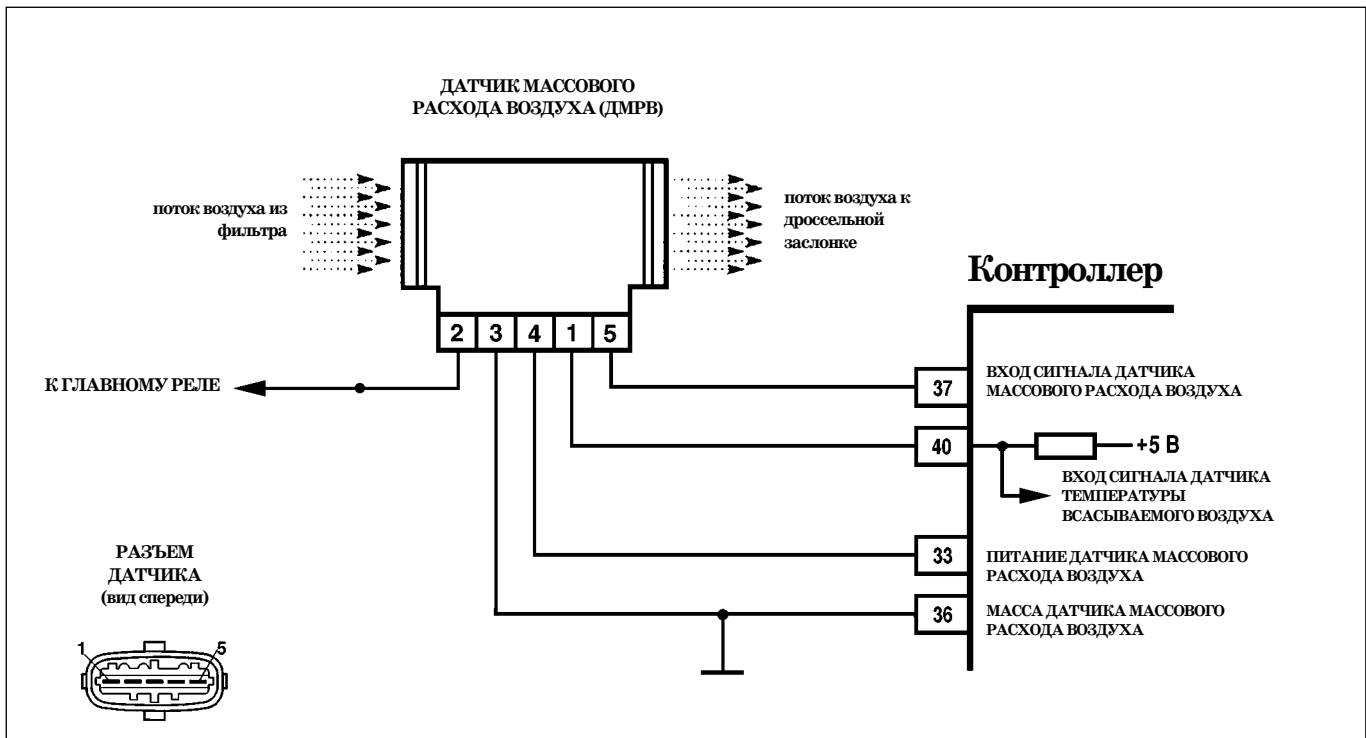 ДАТЧИК МАССОВОГО
РАСХОДА ВОЗДУХА (ДМРВ)
поток воздуха из
фильтра
поток воздуха к
дроссельной
заслонке
Контроллер
2 3 4 1 5
К ГЛАВНОМУ РЕЛЕ
37
ВХОД СИГНАЛА ДАТЧИКА
МАССОВОГО РАСХОДА ВОЗДУХА
40
+5 В
ВХОД СИГНАЛА ДАТЧИКА
ТЕМПЕРАТУРЫ
ВСАСЫВАЕМОГО ВОЗДУХА
33
ПИТАНИЕ ДАТЧИКА МАССОВОГО
РАСХОДА ВОЗДУХА
36
МАССА ДАТЧИКА МАССОВОГО
РАСХОДА ВОЗДУХА
РАЗЪЕМ
ДАТЧИКА
(вид спереди)
1 5